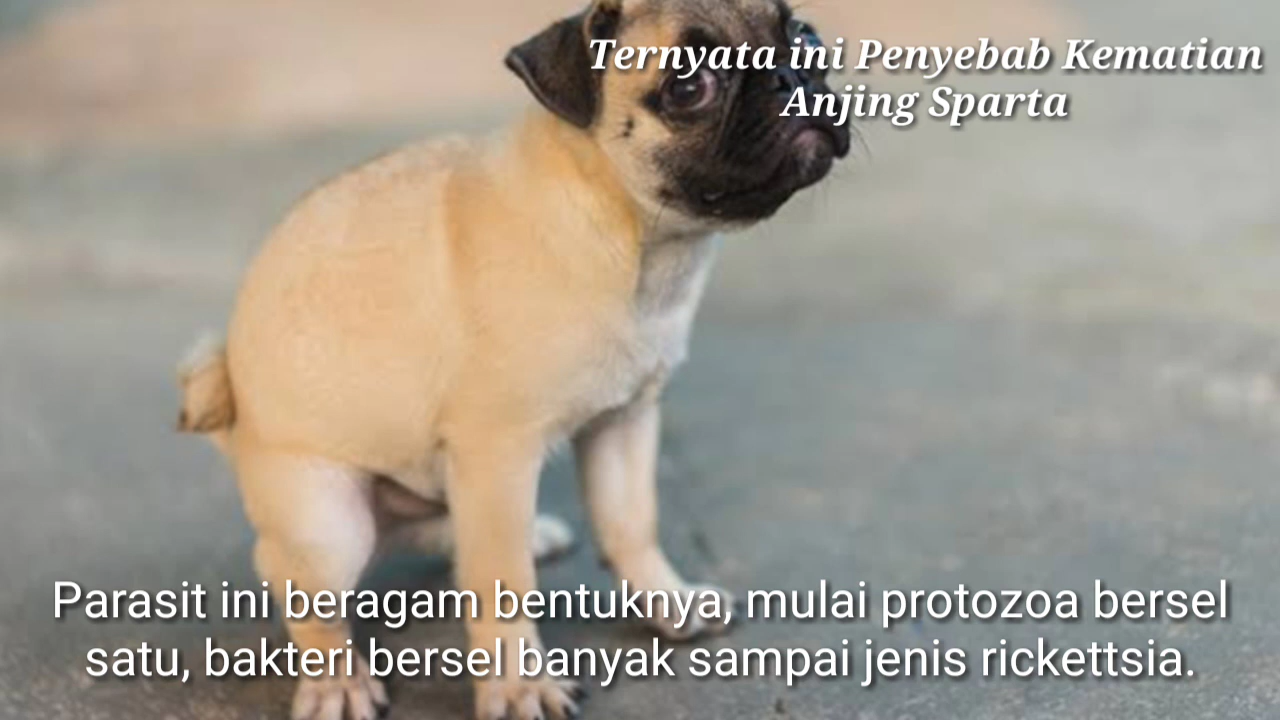 Ternyata ini Penyebab Kematian
Anjing Sparta
Parasit ini beragam bentuknya, mulai protozoa bersel
satu, bakteri bersel banyak sampai jenis rickettsia.